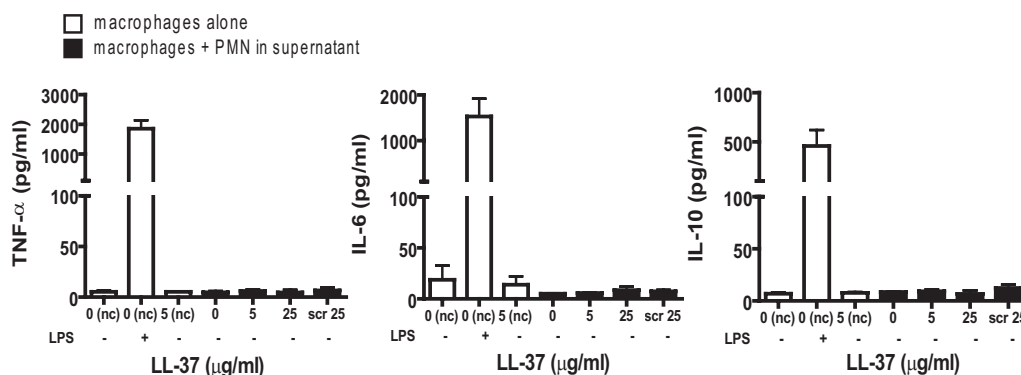 macrophages alone
macrophages + PMN in supernatant
TNF-α (pg/ml)
3000
2000
1000
100
50
0
0 (nc) 0 (nc) 5 (nc) 0 5 25 scr 25
LPS - + - - - - -
LL-37 (µg/ml)
IL-6 (pg/ml)
2000
1000
100
50
0
0 (nc) 0 (nc) 5 (nc) 0 5 25 scr 25
- + - - - - -
LL-37 (µg/ml)
IL-10 (pg/ml)
1000
500
100
50
0
0 (nc) 0 (nc) 5 (nc) 0 5 25 scr 25
- + - - - - -
LL-37 (µg/ml)